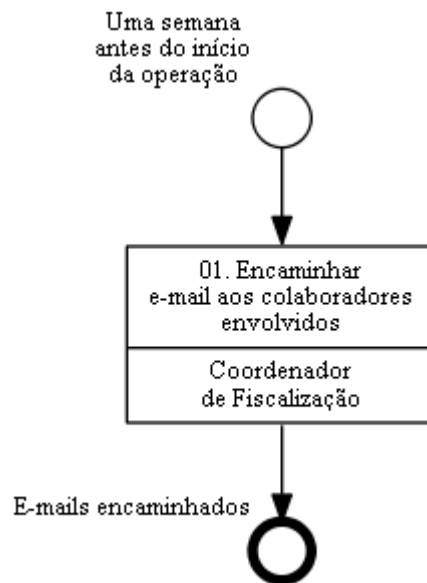 Uma semana
antes do início
da operação
01. Encaminhar
e-mail aos colaboradores
envolvidos
Coordenador
de Fiscalização
E-mails encaminhados